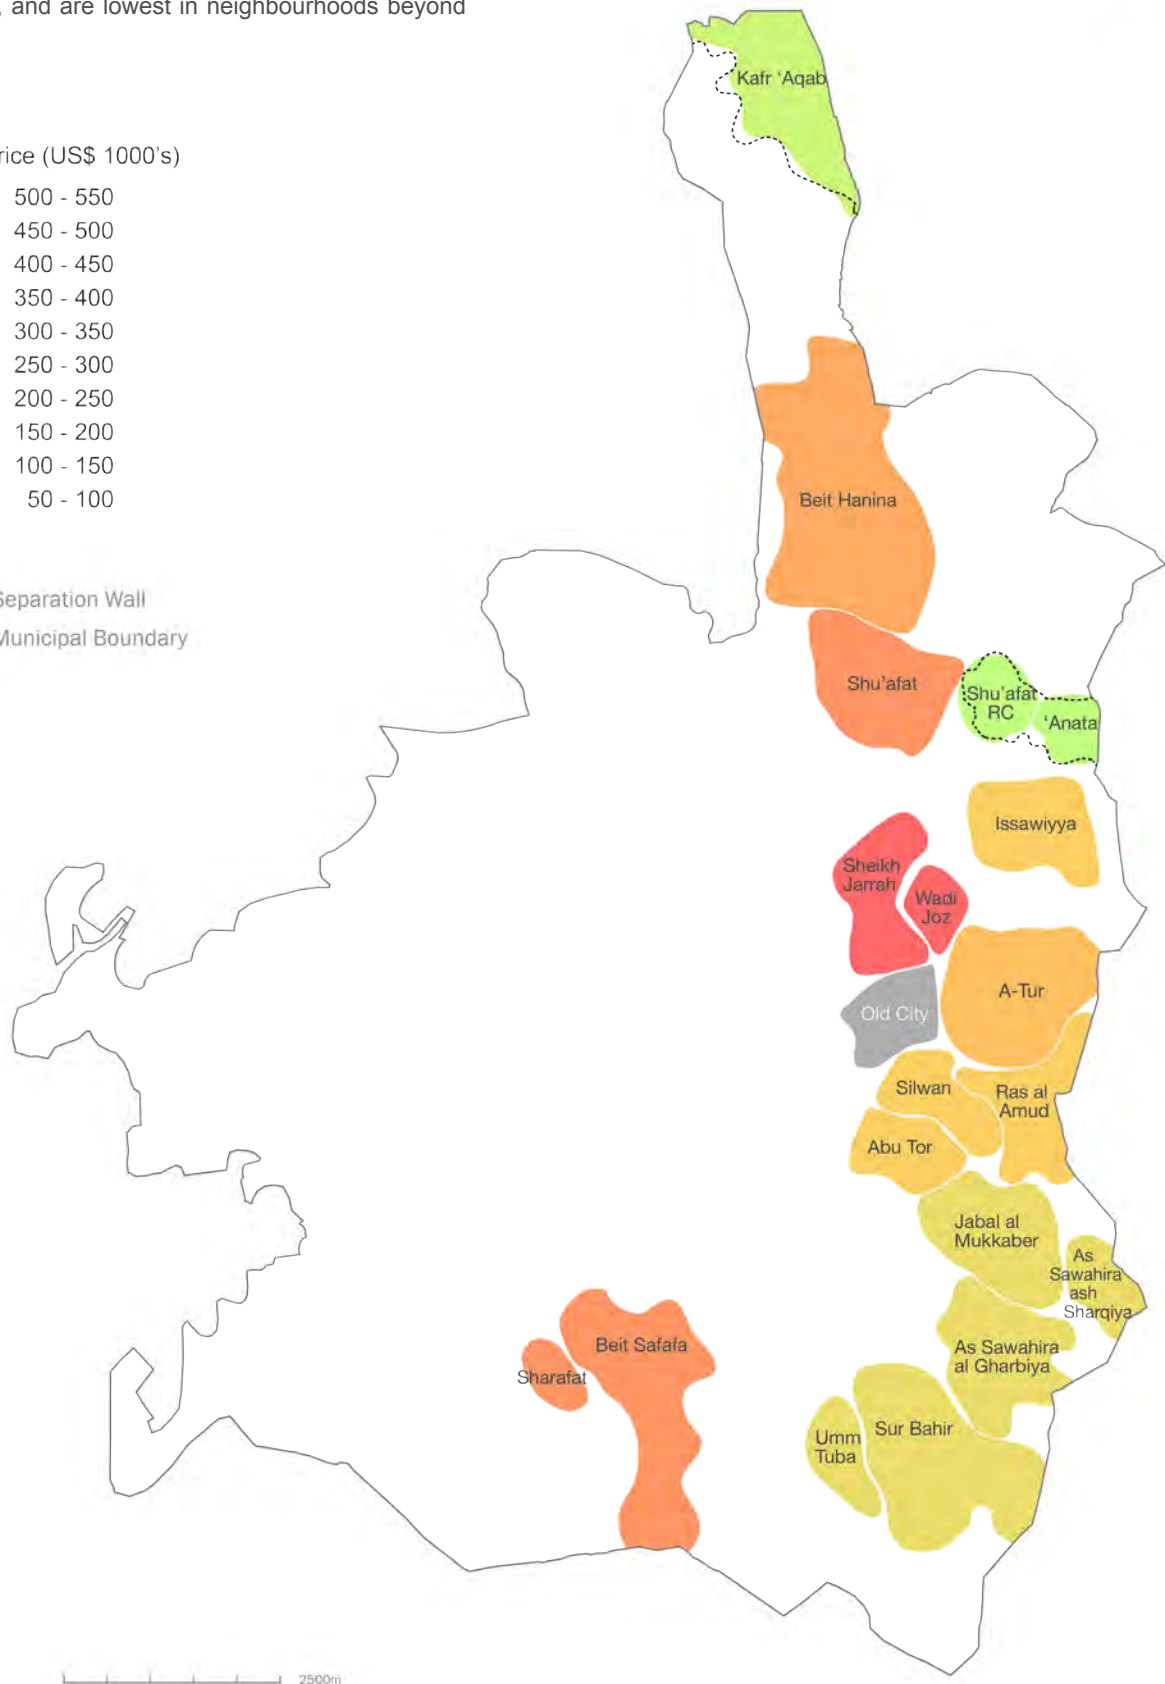 , and are lowest in neighbourhoods beyond
rice (US$ 1000's)
500 - 550
450 - 500
400 - 450
350 - 400
300 - 350
250 - 300
200 - 250
150 - 200
100 - 150
50 - 100
Separation Wall
Municipal Boundary
Kafr ‘Aqab
Beit Hanina
Shu’afat
Shu’afat
RC
‘Anata
Issawiyya
Sheikh
Jarrah
Wadi
Joz
A-Tur
Old City
Silwan
Ras al
Amud
Abu Tor
Jabal al
Mukkaber
As
Sawahira
ash
Sharqiya
As Sawahira
al Gharbiya
Beit Safafa
Sharafat
Sur Bahir
Umm
Tuba
2500m